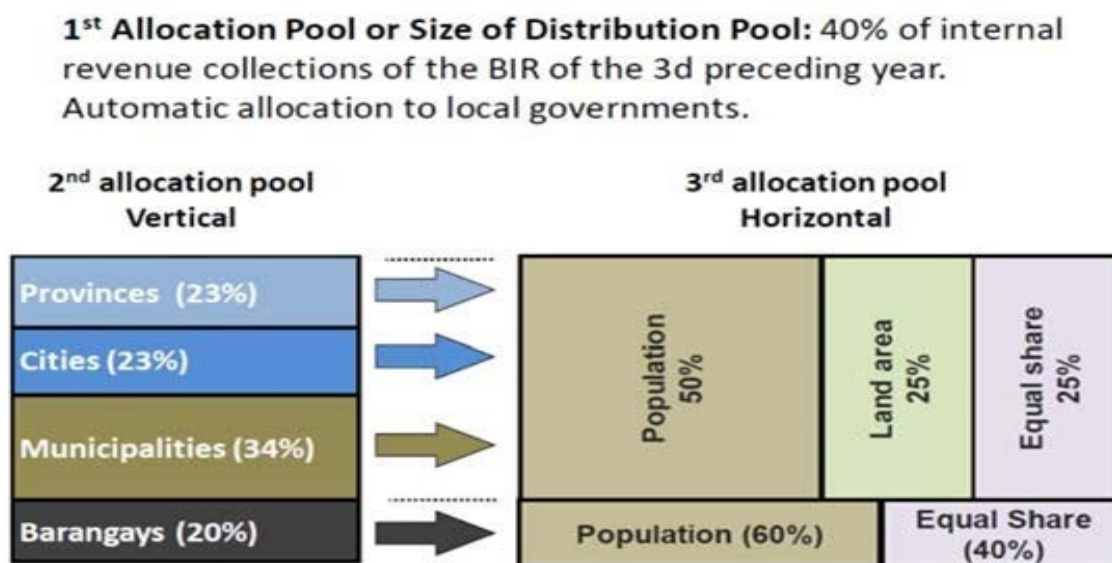 1st Allocation Pool or Size of Distribution Pool: 40% of internal
revenue collections of the BIR of the 3d preceding year.
Automatic allocation to local governments.
2nd allocation pool
Vertical
3rd allocation pool
Horizontal
Provinces (23%)
Cities (23%)
Municipalities (34%)
Barangays (20%)
Population
50%
Land area
25%
Equal share
25%
Population (60%)
Equal Share
(40%)